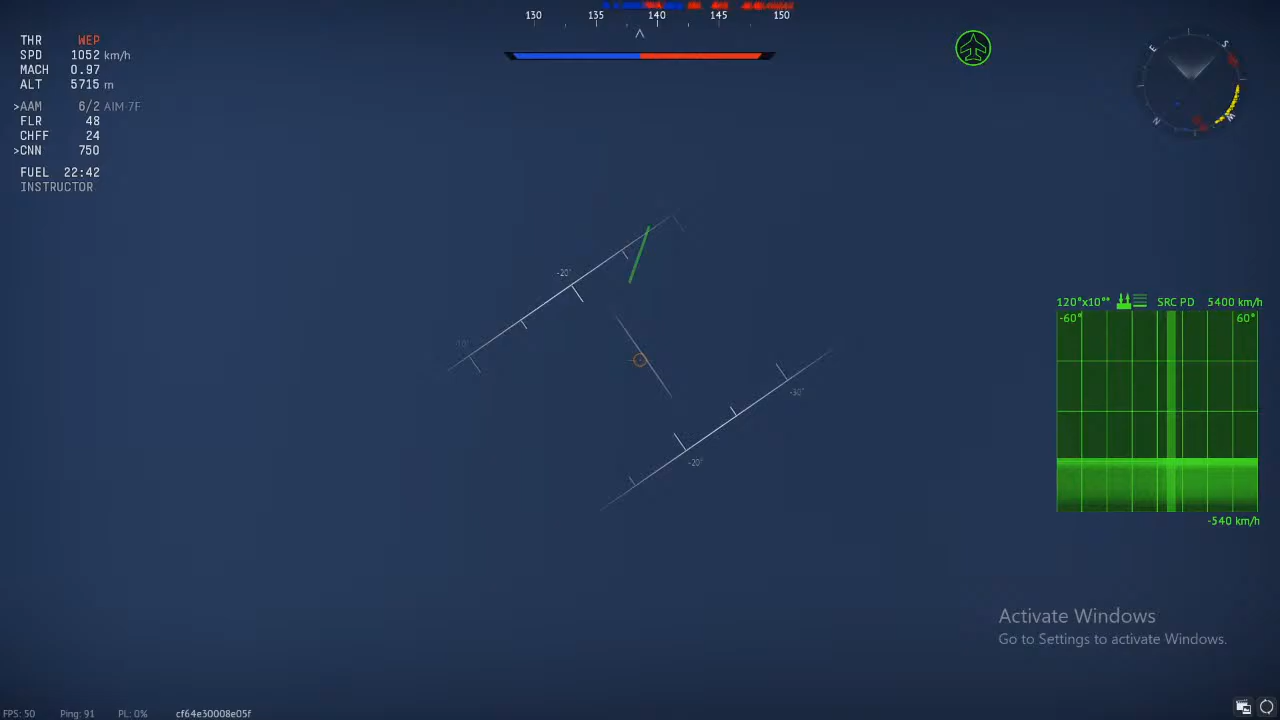 130 135 140 145 150
THR WEP
SPD 1052 km/h
MACH 0.97
ALT 5715 m
>AAM 6/2 AIM 7F
FLR 48
CHFF 24
>CNN 750
FUEL 22:42
INSTRUCTOR
E S
N W
-20°
-10°
-30°
-20°
120°x10°* SRC PD 5400 km/h
-60° 60°
-540 km/h
Activate Windows
Go to Settings to activate Windows.
FPS: 50 Ping: 91 PL: 0% cf64e30008e05f